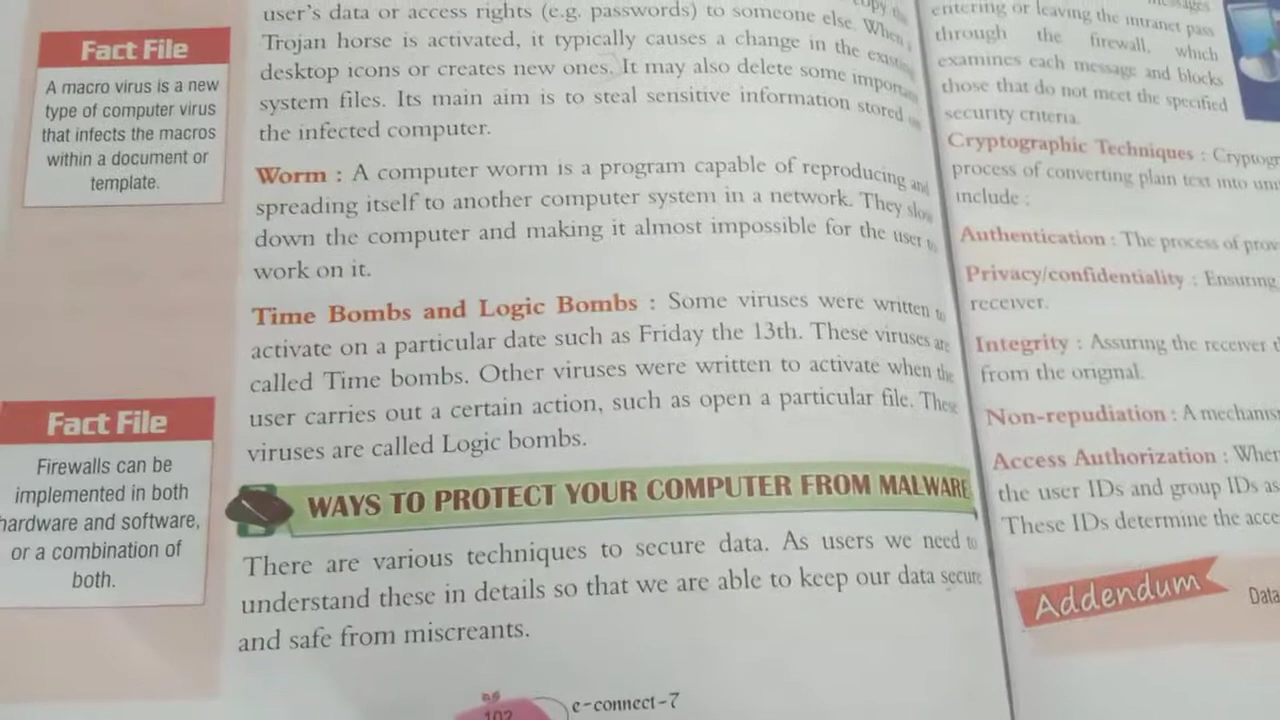 Fact File
A macro virus is a new
type of computer virus
that infects the macros
within a document or
template.
Fact File
Firewalls can be
implemented in both
hardware and software,
or a combination of
both.
user's data or access rights (e.g. passwords) to someone else. When a
Trojan horse is activated, it typically causes a change in the existing
desktop icons or creates new ones. It may also delete some important
system files. Its main aim is to steal sensitive information stored on
the infected computer.
Worm : A computer worm is a program capable of reproducing and
spreading itself to another computer system in a network. They slow
down the computer and making it almost impossible for the user to
work on it.
Time Bombs and Logic Bombs : Some viruses were written to
activate on a particular date such as Friday the 13th. These viruses are
called Time bombs. Other viruses were written to activate when the
user carries out a certain action, such as open a particular file. These
viruses are called Logic bombs.
WAYS TO PROTECT YOUR COMPUTER FROM MALWARE
There are various techniques to secure data. As users we need to
understand these in details so that we are able to keep our data secure
and safe from miscreants.
102
e-connect-7
messages
entering or leaving the intranet pass
through the firewall, which
examines each message and blocks
those that do not meet the specified
security criteria.
Cryptographic Techniques :
process of converting plain text into
include :
Authentication : The process of
Privacy/confidentiality : Ensuring
receiver.
Integrity : Assuring the receiver
from the original.
Non-repudiation : A
Access Authorization :
the user IDs and group IDs as
These IDs determine the
Addendum
Data